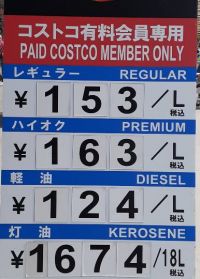 コストコ有料会員専用
PAID COSTCO MEMBER ONLY
レギュラー REGULAR
¥153/L 税込
ハイオク PREMIUM
¥163/L 税込
軽油 DIESEL
¥124/L 税込
灯油 KEROSENE
¥1674/18L 税込